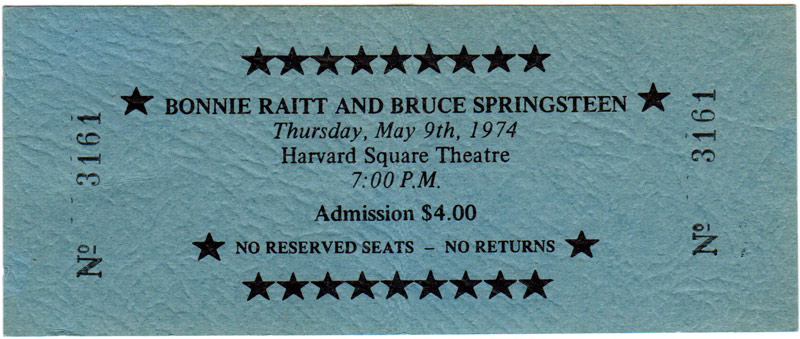 BONNIE RAITT AND BRUCE SPRINGSTEEN
Thursday, May 9th, 1974
Harvard Square Theatre
7:00 P.M.
Admission $4.00
NO RESERVED SEATS – NO RETURNS
Nº 3161
Nº 3161